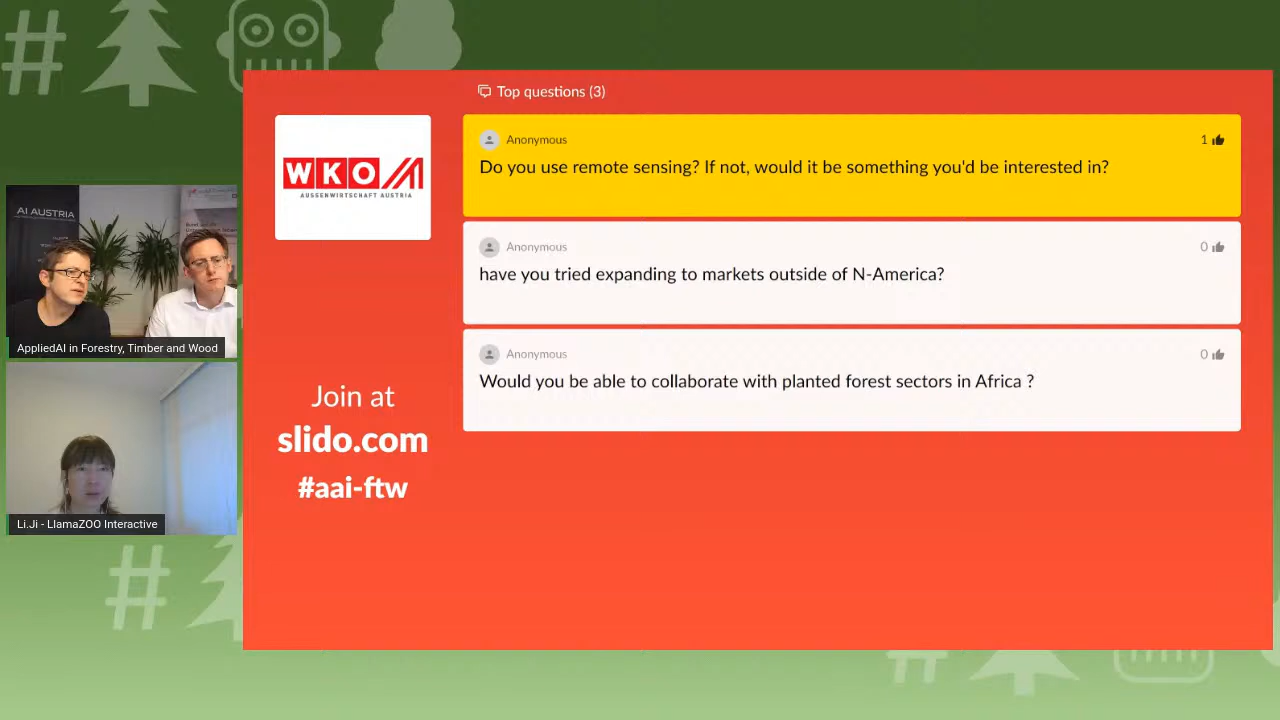 Top questions (3)
WKO
AUSSENWIRTSCHAFT AUSTRIA
Anonymous
1
Do you use remote sensing? If not, would it be something you'd be interested in?
Anonymous
0
have you tried expanding to markets outside of N-America?
Anonymous
0
Would you be able to collaborate with planted forest sectors in Africa ?
Join at
slido.com
#aai-ftw
AI AUSTRIA
AppliedAI in Forestry, Timber and Wood
Li.Ji - LlamaZOO Interactive
#
#
#